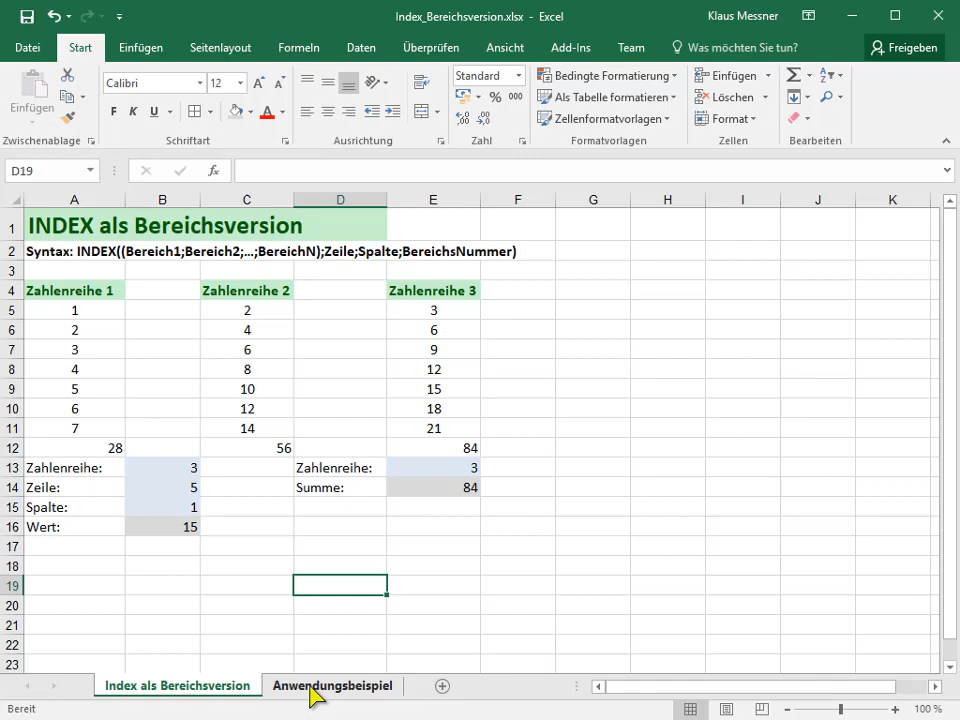 Index_Bereichsversion.xlsx - Excel
Klaus Messner
Datei Start Einfügen Seitenlayout Formeln Daten Überprüfen Ansicht Add-Ins Team Was möchten Sie tun? Freigeben
Einfügen
Calibri 12
F K U
Standard
% 000
Bedingte Formatierung
Als Tabelle formatieren
Zellenformatvorlagen
Einfügen
Löschen
Format
Zwischenablage Schriftart Ausrichtung Zahl Formatvorlagen Zellen Bearbeiten
D19 fx
A B C D E F G H I J K
1 INDEX als Bereichsversion
2 Syntax: INDEX((Bereich1;Bereich2;...;BereichN);Zeile;Spalte;BereichsNummer)
3
4 Zahlenreihe 1 Zahlenreihe 2 Zahlenreihe 3
5 1 2 3
6 2 4 6
7 3 6 9
8 4 8 12
9 5 10 15
10 6 12 18
11 7 14 21
12 28 56 84
13 Zahlenreihe: 3 Zahlenreihe: 3
14 Zeile: 5 Summe: 84
15 Spalte: 1
16 Wert: 15
17
18
19
20
21
22
23
Index als Bereichsversion Anwendungsbeispiel
Bereit 100 %